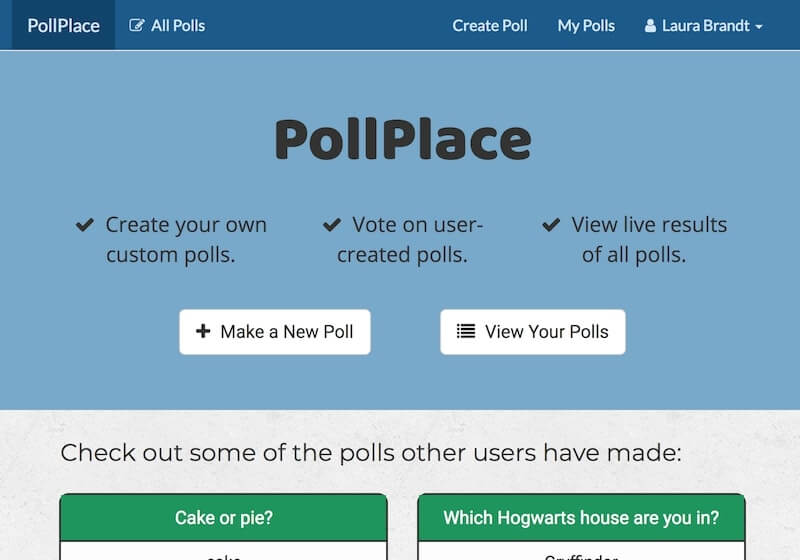 PollPlace All Polls Create Poll My Polls Laura Brandt
PollPlace
Create your own
custom polls.
Vote on user-
created polls.
View live results
of all polls.
Make a New Poll
View Your Polls
Check out some of the polls other users have made:
Cake or pie?
Which Hogwarts house are you in?